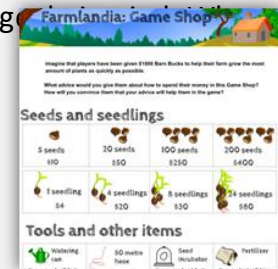 Farmlandia: Game Shop
Imagine that players have been given $1000 Barn Bucks to help their farm grow the most
amount of plants as quickly as possible.
What advice would you give them about how to spend their money in this Game Shop?
How will you convince them that your advice will help them in the game?
Seeds and seedlings
5 seeds 20 seeds 100 seeds 200 seeds
$10 $50 $250 $400
1 seedling 4 seedlings 8 seedlings 24 seedlings
$4 $20 $30 $80
Tools and other items
Watering can
50 metre hose
Seed Incubator
Fertilizer